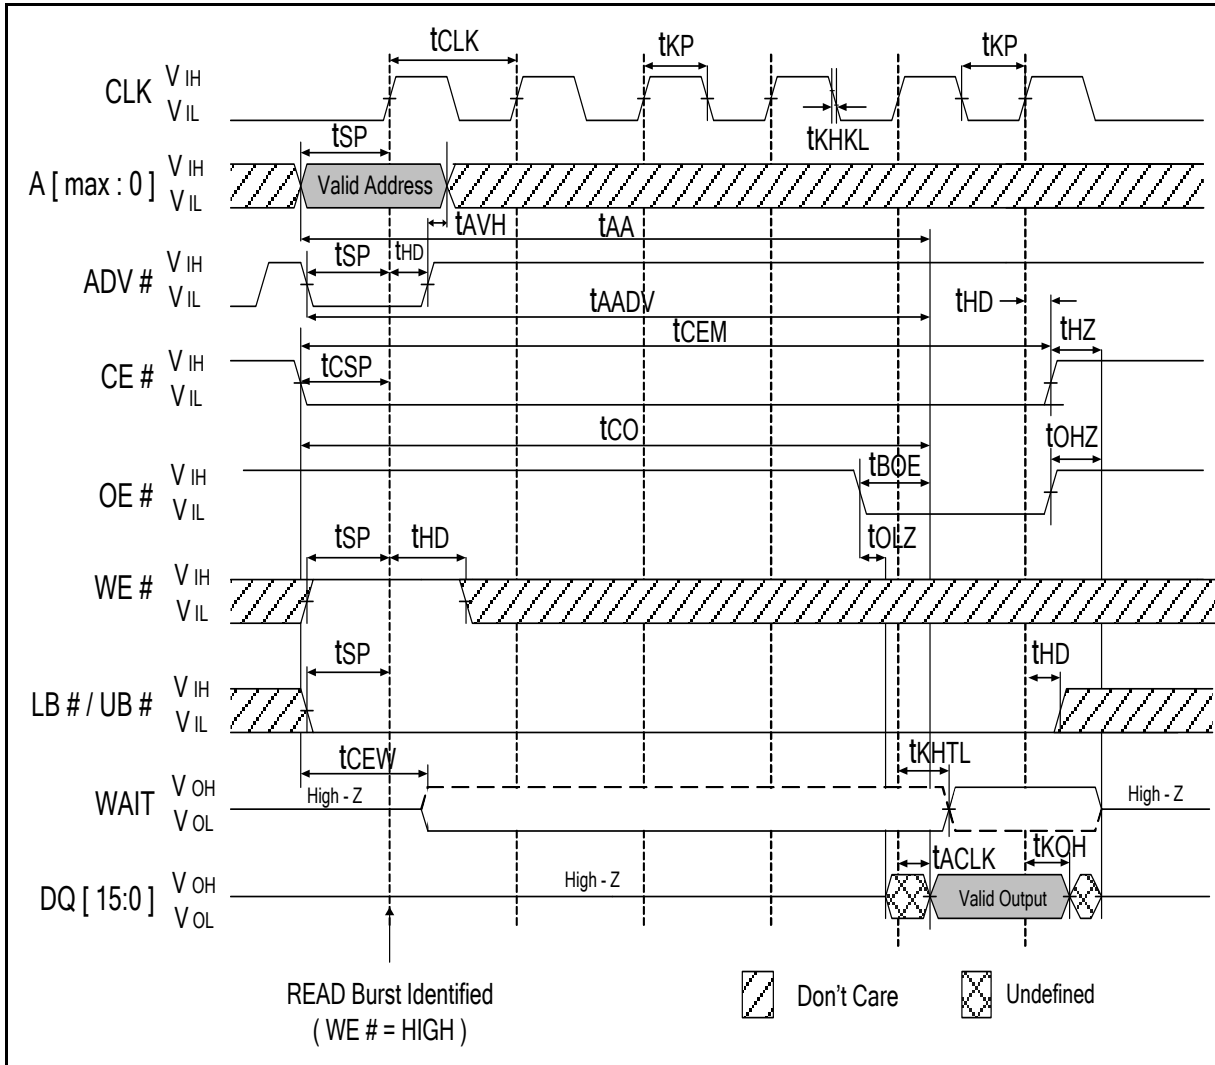 tCLK
tKP
tKP
CLK
V IH
V IL
tKHKL
tSP
A [ max : 0 ]
V IH
V IL
Valid Address
tAVH
tAA
ADV #
V IH
V IL
tSP
tHD
tAADV
tHD
tCEM
tHZ
CE #
V IH
V IL
tCSP
tCO
tOHZ
OE #
V IH
V IL
tBOE
tOLZ
tSP
tHD
WE #
V IH
V IL
tSP
tHD
LB # / UB #
V IH
V IL
tCEW
tKHTL
WAIT
V OH
V OL
High - Z
High - Z
tACLK
tKOH
DQ [ 15:0 ]
V OH
V OL
High - Z
Valid Output
READ Burst Identified
( WE # = HIGH )
Don't Care
Undefined